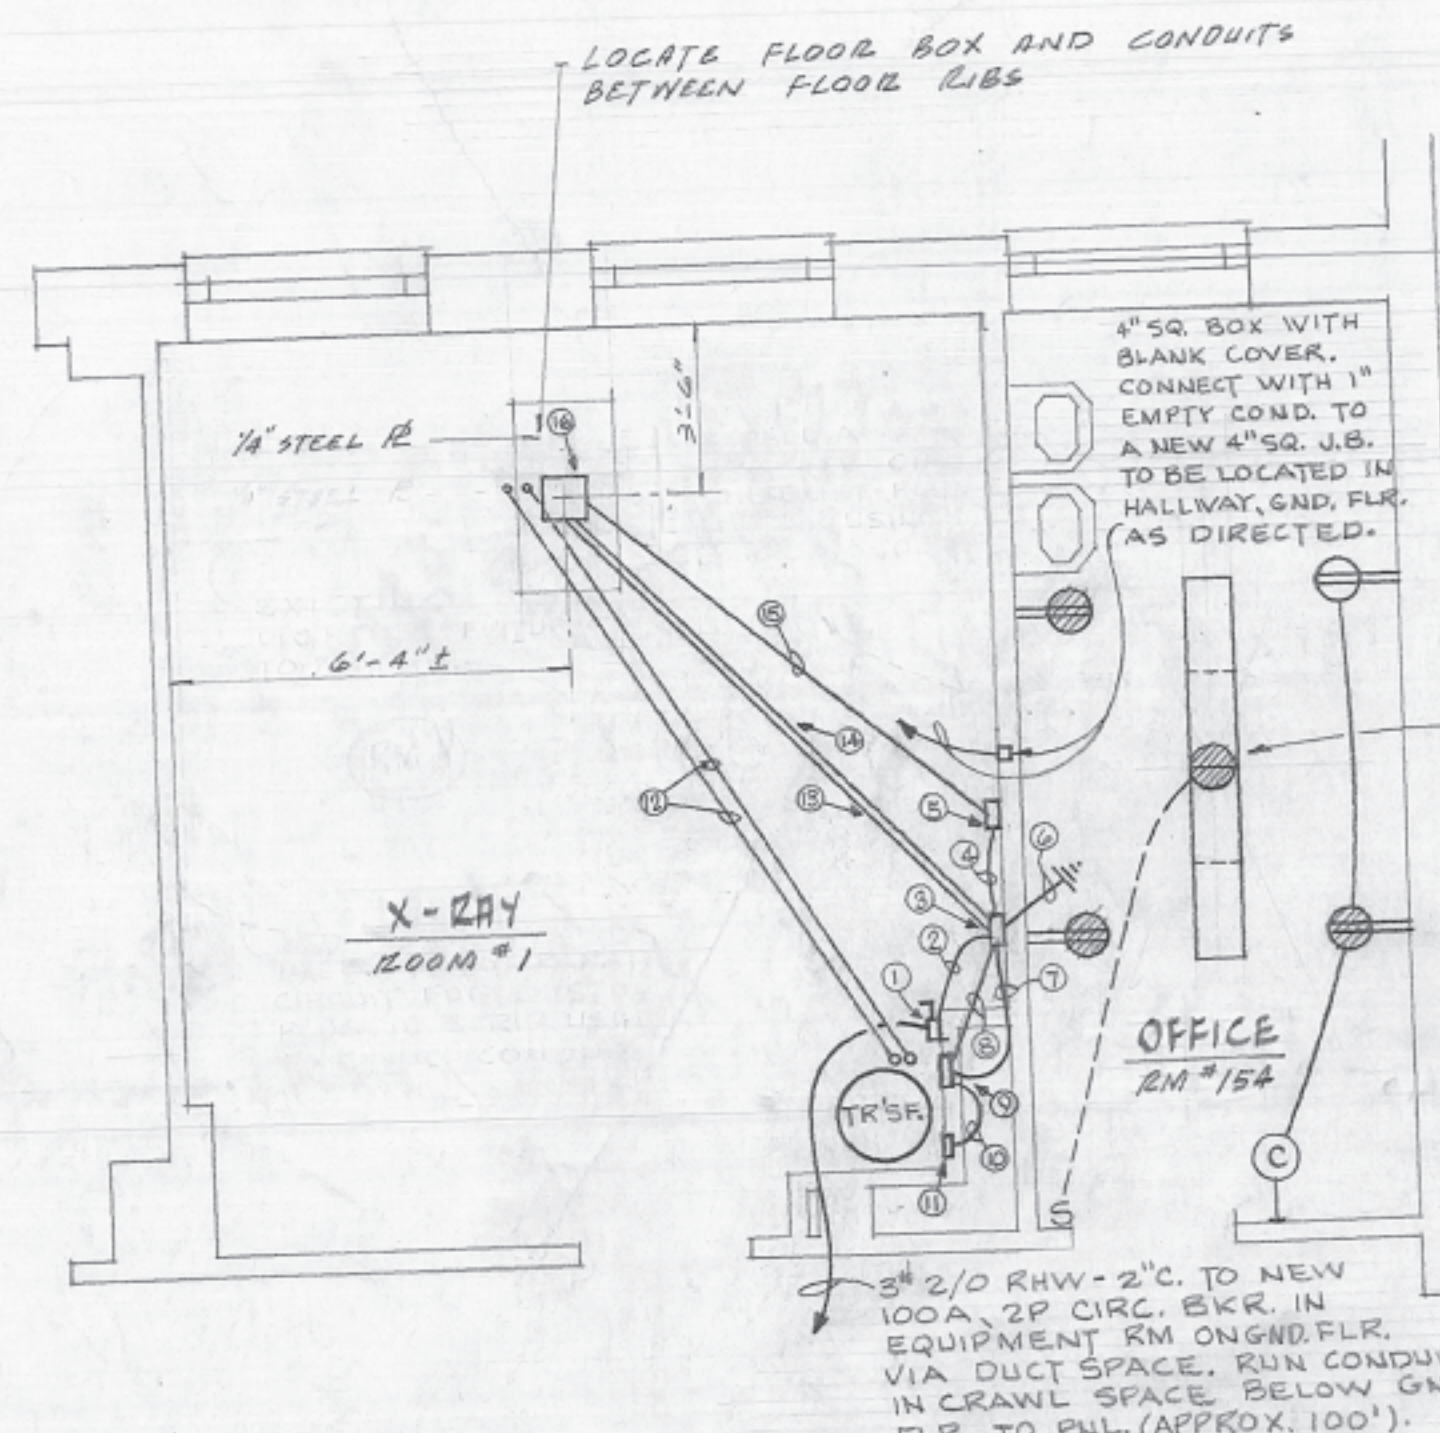 LOCATE FLOOR BOX AND CONDUITS
BETWEEN FLOOR RIBS
4" SQ. BOX WITH
BLANK COVER.
CONNECT WITH 1"
EMPTY COND. TO
A NEW 4" SQ. J.B.
TO BE LOCATED IN
HALLWAY, GND. FLR.
AS DIRECTED.
3'-6"
1/4" STEEL PL
16
6'-4" ±
15
14
13
12
5
4
6
3
2
7
1
8
9
10
11
X-RAY
ROOM #1
TR'SF.
OFFICE
RM #154
C
S
3# 2/0 RHW - 2"C. TO NEW
100A, 2P CIRC. BKR. IN
EQUIPMENT RM ON GND. FLR.
VIA DUCT SPACE. RUN CONDUI
IN CRAWL SPACE BELOW GN
FLR. TO PNL. (APPROX. 100').